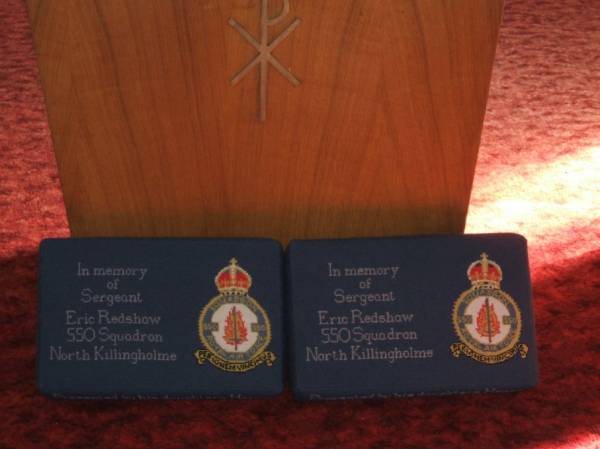 In memory
of
Sergeant
Eric Redshaw
550 Squadron
North Killingholme
In memory
of
Sergeant
Eric Redshaw
550 Squadron
North Killingholme